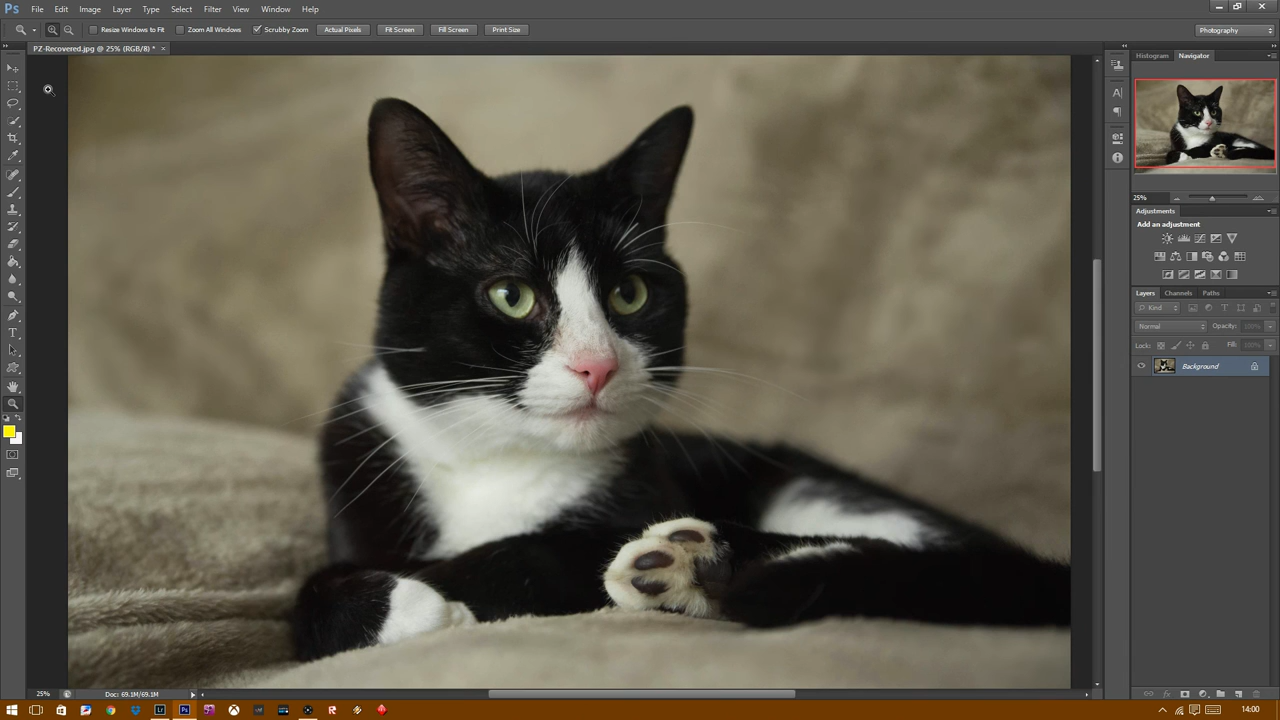 Ps File Edit Image Layer Type Select Filter View Window Help
Resize Windows to Fit Zoom All Windows Scrubby Zoom Actual Pixels Fit Screen Fill Screen Print Size Photography
PZ-Recovered.jpg @ 25% (RGB/8) * ×
Histogram Navigator
25%
Adjustments
Add an adjustment
Layers Channels Paths
Kind
Normal Opacity: 100%
Lock: Fill: 100%
Background
25% Doc: 69.1M/69.1M
14:00